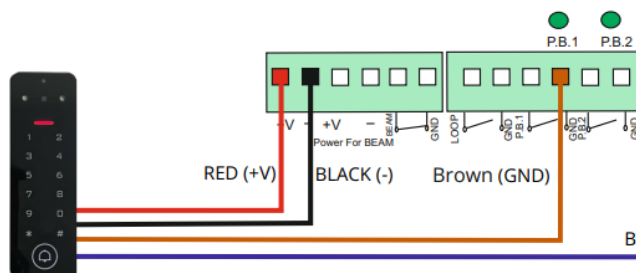 P.B.1 P.B.2
+V – +V – BEAM GND LOOP GND P.B.1 GND P.B.2 GND
Power For BEAM
RED (+V) BLACK (-) Brown (GND)
1 2
3 4
5 6
7 8
9 0
* #
B